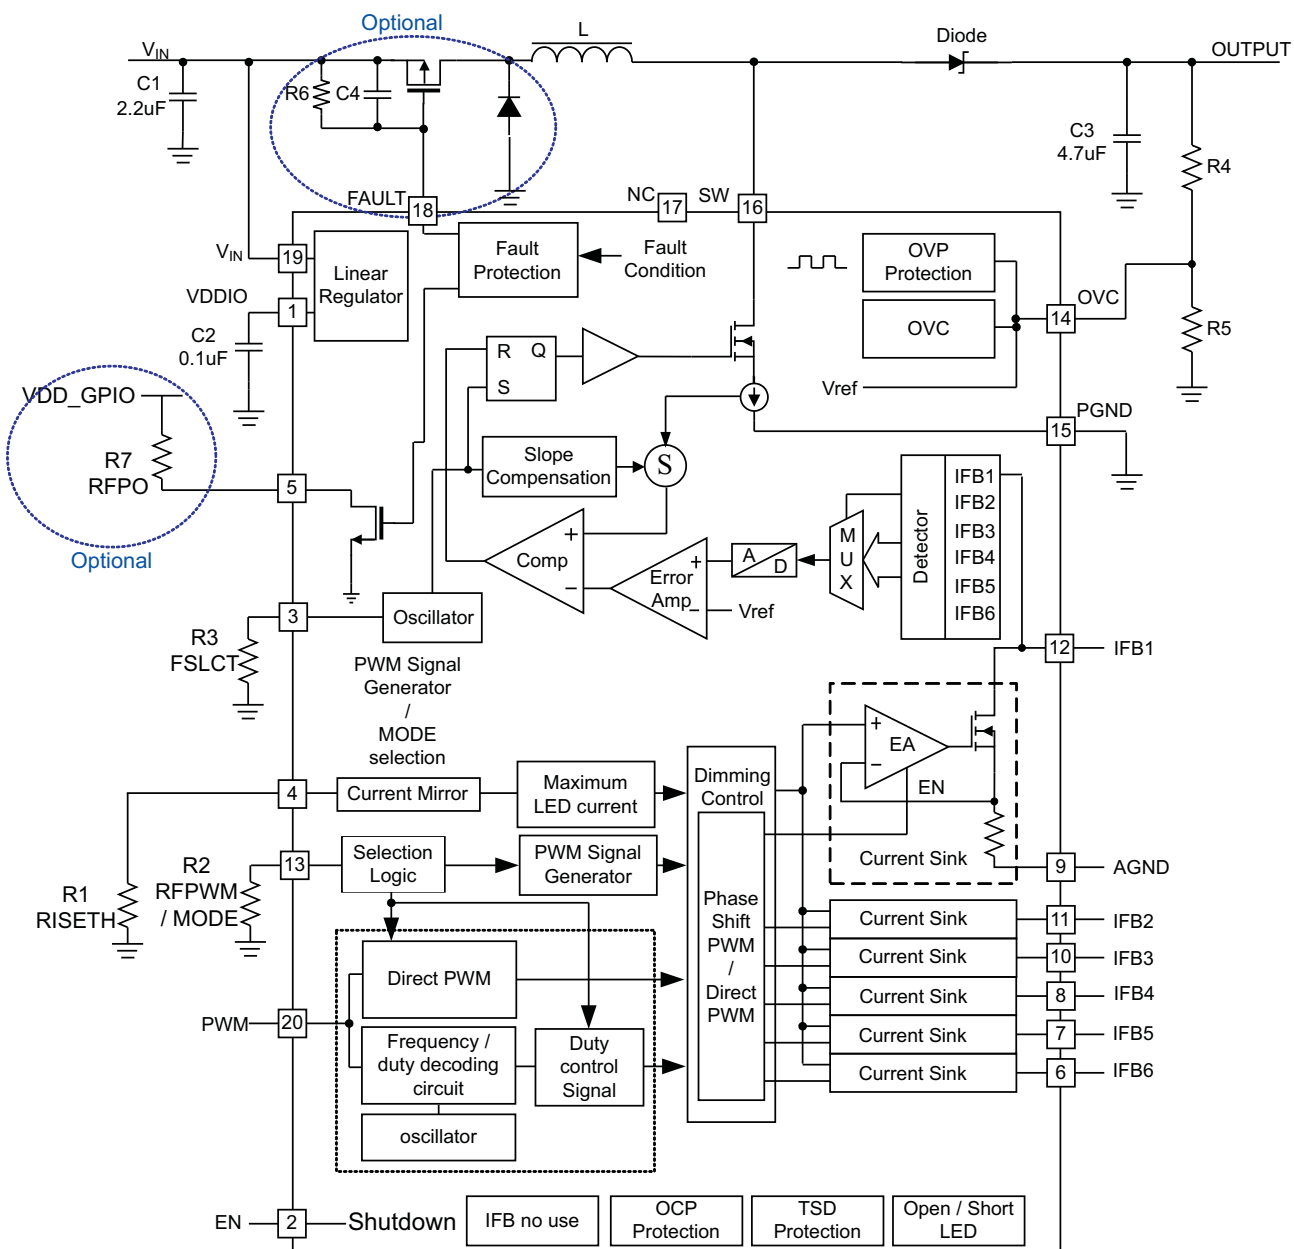 Optional
L
Diode
OUTPUT
VIN
C1
2.2uF
R6
C4
C3
4.7uF
R4
FAULT
18
NC
17
SW
16
VIN
19
Linear
Regulator
Fault
Protection
Fault
Condition
OVP
Protection
OVC
14
OVC
R5
VDDIO
1
C2
0.1uF
R
Q
S
Vref
VDD_GPIO
R7
RFPO
Optional
5
PGND
15
Slope
Compensation
S
Detector
IFB1
IFB2
IFB3
IFB4
IFB5
IFB6
M
U
X
A
D
+
Comp
−
+
Error
Amp
−
Vref
3
Oscillator
R3
FSLCT
12
IFB1
PWM Signal
Generator
/
MODE
selection
+
EA
−
EN
Current Sink
9
AGND
4
Current Mirror
Maximum
LED current
Dimming
Control
13
Selection
Logic
PWM Signal
Generator
R1
RISETH
R2
RFPWM
/ MODE
Phase
Shift
PWM
/
Direct
PWM
Current Sink
11
IFB2
Current Sink
10
IFB3
Current Sink
8
IFB4
Current Sink
7
IFB5
Current Sink
6
IFB6
Direct PWM
PWM
20
Frequency /
duty decoding
circuit
Duty
control
Signal
oscillator
EN
2
Shutdown
IFB no use
OCP
Protection
TSD
Protection
Open / Short
LED